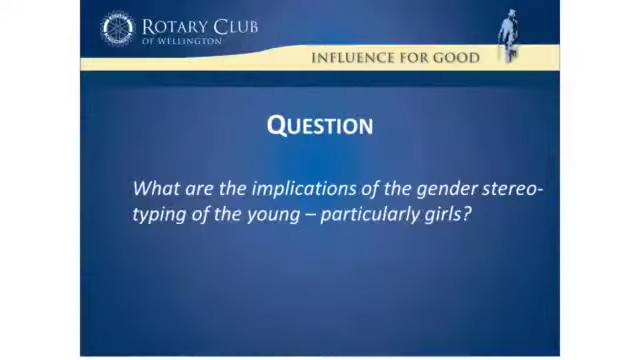 ROTARY CLUB
OF WELLINGTON
INFLUENCE FOR GOOD
QUESTION
What are the implications of the gender stereo-
typing of the young – particularly girls?